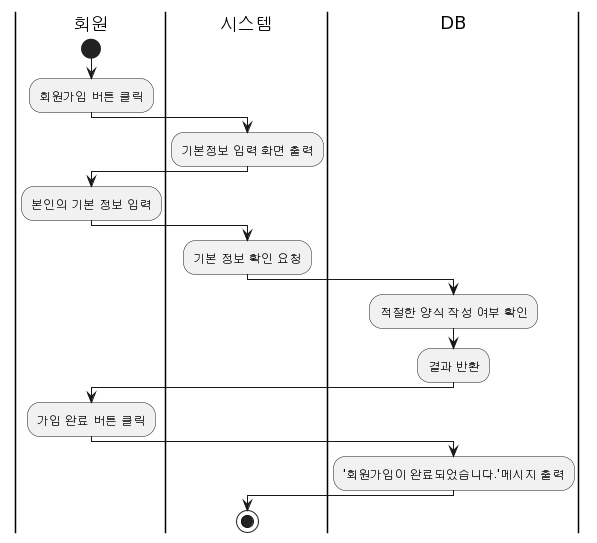 회원
시스템
DB
회원가입 버튼 클릭
기본정보 입력 화면 출력
본인의 기본 정보 입력
기본 정보 확인 요청
적절한 양식 작성 여부 확인
결과 반환
가입 완료 버튼 클릭
'회원가입이 완료되었습니다.'메시지 출력